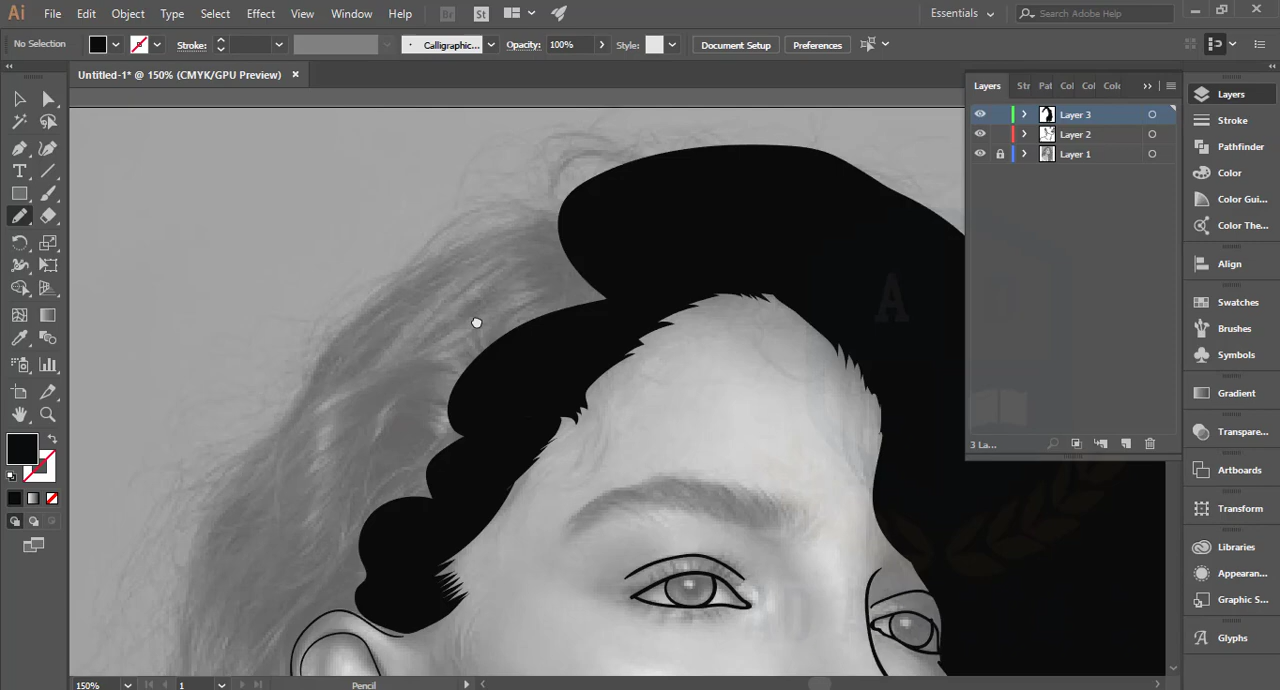 Ai File Edit Object Type Select Effect View Window Help Br St Essentials Search Adobe Help
No Selection Stroke: Calligraphic... Opacity: 100% Style: Document Setup Preferences
Untitled-1* @ 150% (CMYK/GPU Preview) ×
Layers Str Pat Col Col Colo
Layer 3
Layer 2
Layer 1
3 La...
Layers
Stroke
Pathfinder
Color
Color Gui...
Color The...
Align
Swatches
Brushes
Symbols
Gradient
Transpare...
Artboards
Transform
Libraries
Appearan...
Graphic S...
Glyphs
A
150% 1 Pencil